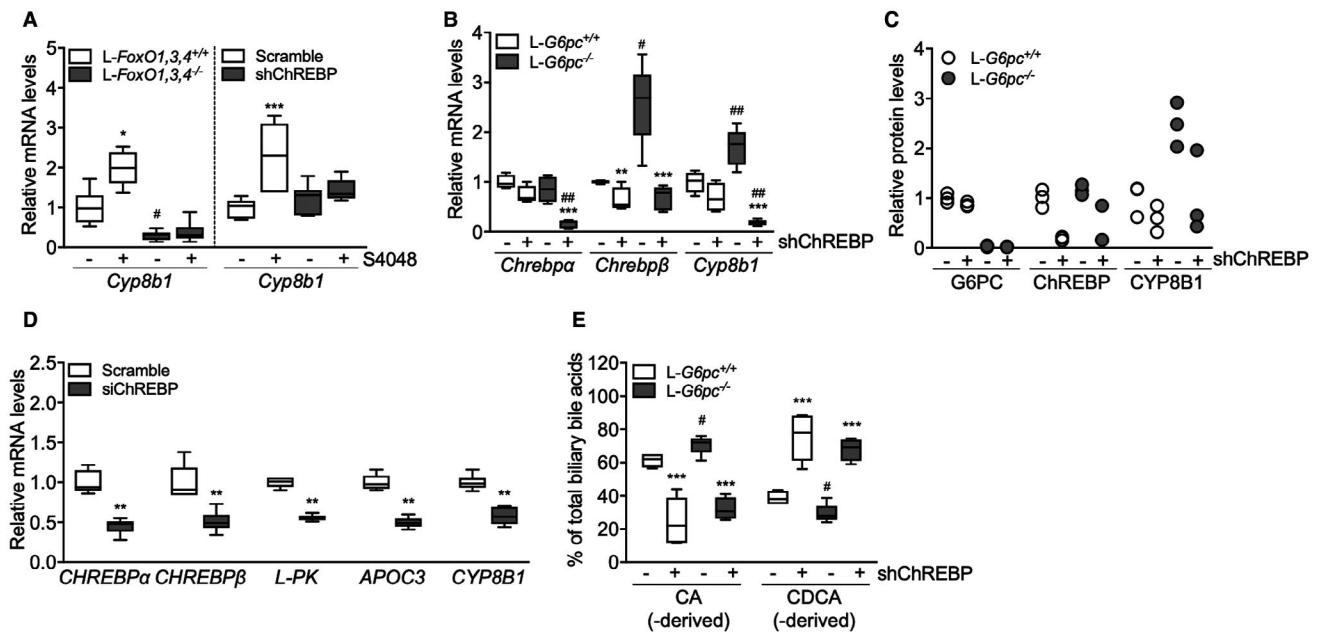 A
Relative mRNA levels
5
4
3
2
1
0
L-FoxO1,3,4+/+
L-FoxO1,3,4-/-
Scramble
shChREBP
*
#
***
- + - + - + - + S4048
Cyp8b1 Cyp8b1
B
Relative mRNA levels
4
3
2
1
0
L-G6pc+/+
L-G6pc-/-
##
***
**
#
***
##
##
***
- + - + - + - + - + - + shChREBP
Chrebpα Chrebpβ Cyp8b1
C
Relative protein levels
4
3
2
1
0
L-G6pc+/+
L-G6pc-/-
- + - + - + - + - + - + shChREBP
G6PC ChREBP CYP8B1
D
Relative mRNA levels
2.5
2.0
1.5
1.0
0.5
0.0
Scramble
siChREBP
** ** ** ** **
CHREBPα CHREBPβ L-PK APOC3 CYP8B1
E
% of total biliary bile acids
120
100
80
60
40
20
0
L-G6pc+/+
L-G6pc-/-
***
#
***
***
#
***
- + - + - + - + shChREBP
CA CDCA
(-derived) (-derived)